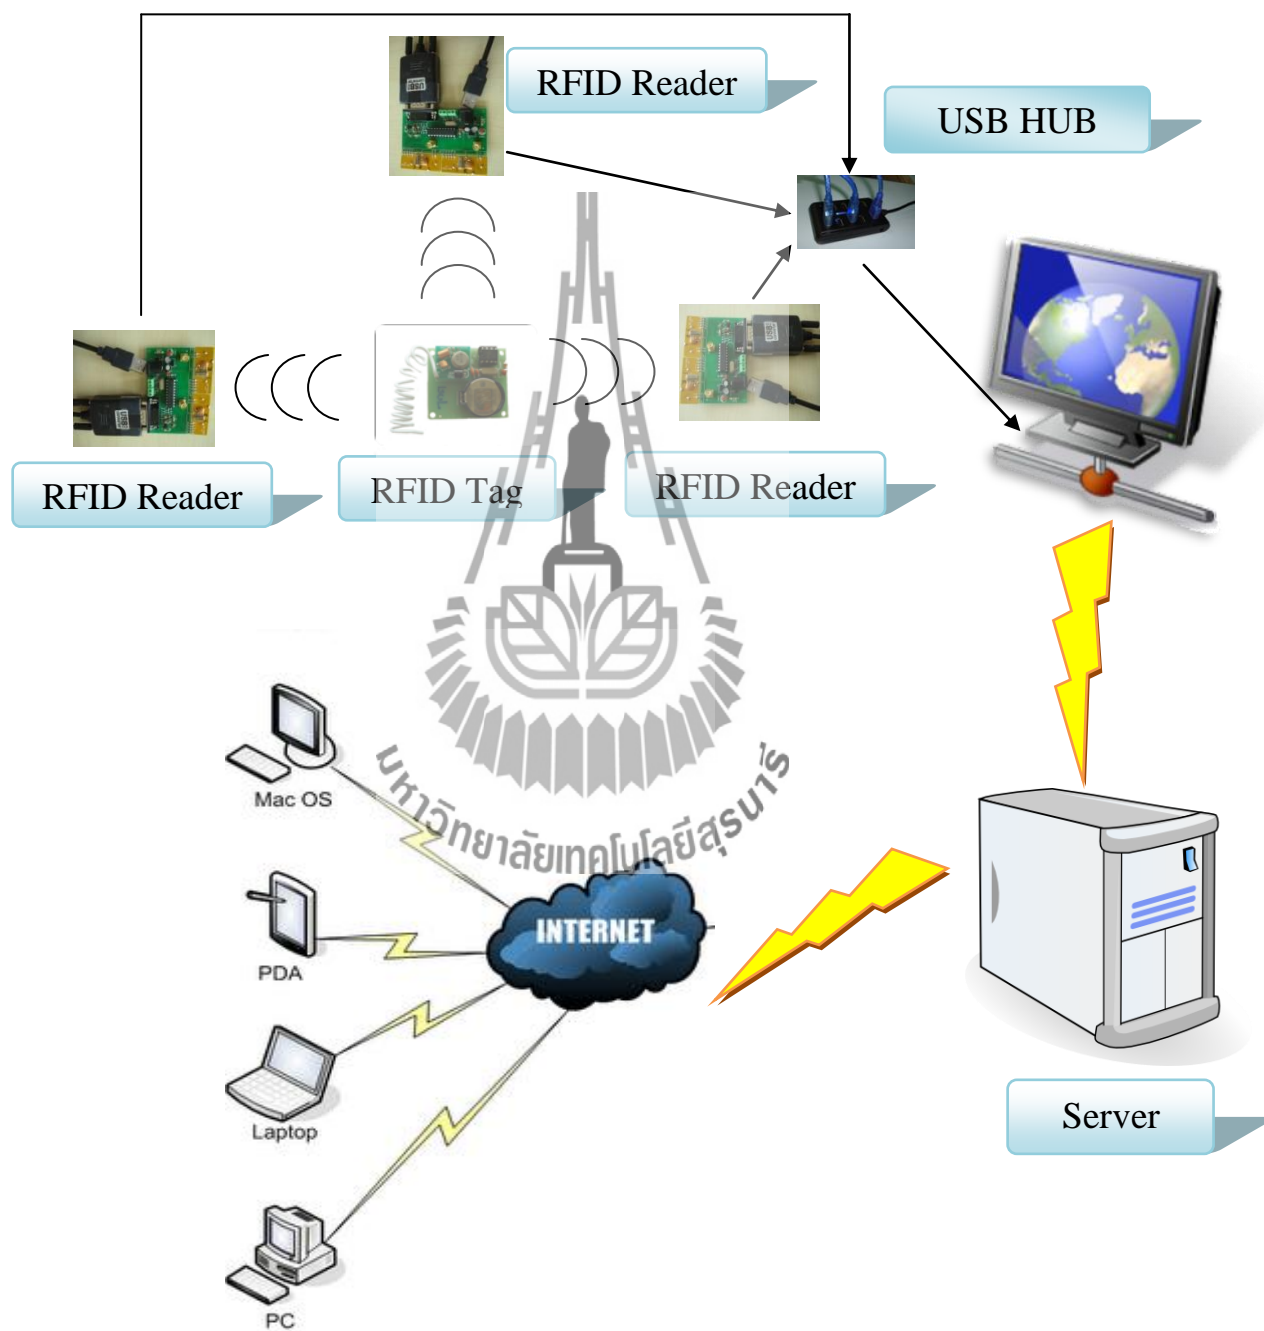 RFID Reader
USB HUB
RFID Reader
RFID Tag
RFID Reader
Mac OS
มหาวิทยาลัยเทคโนโลยีสุรนารี
PDA
INTERNET
Laptop
Server
PC